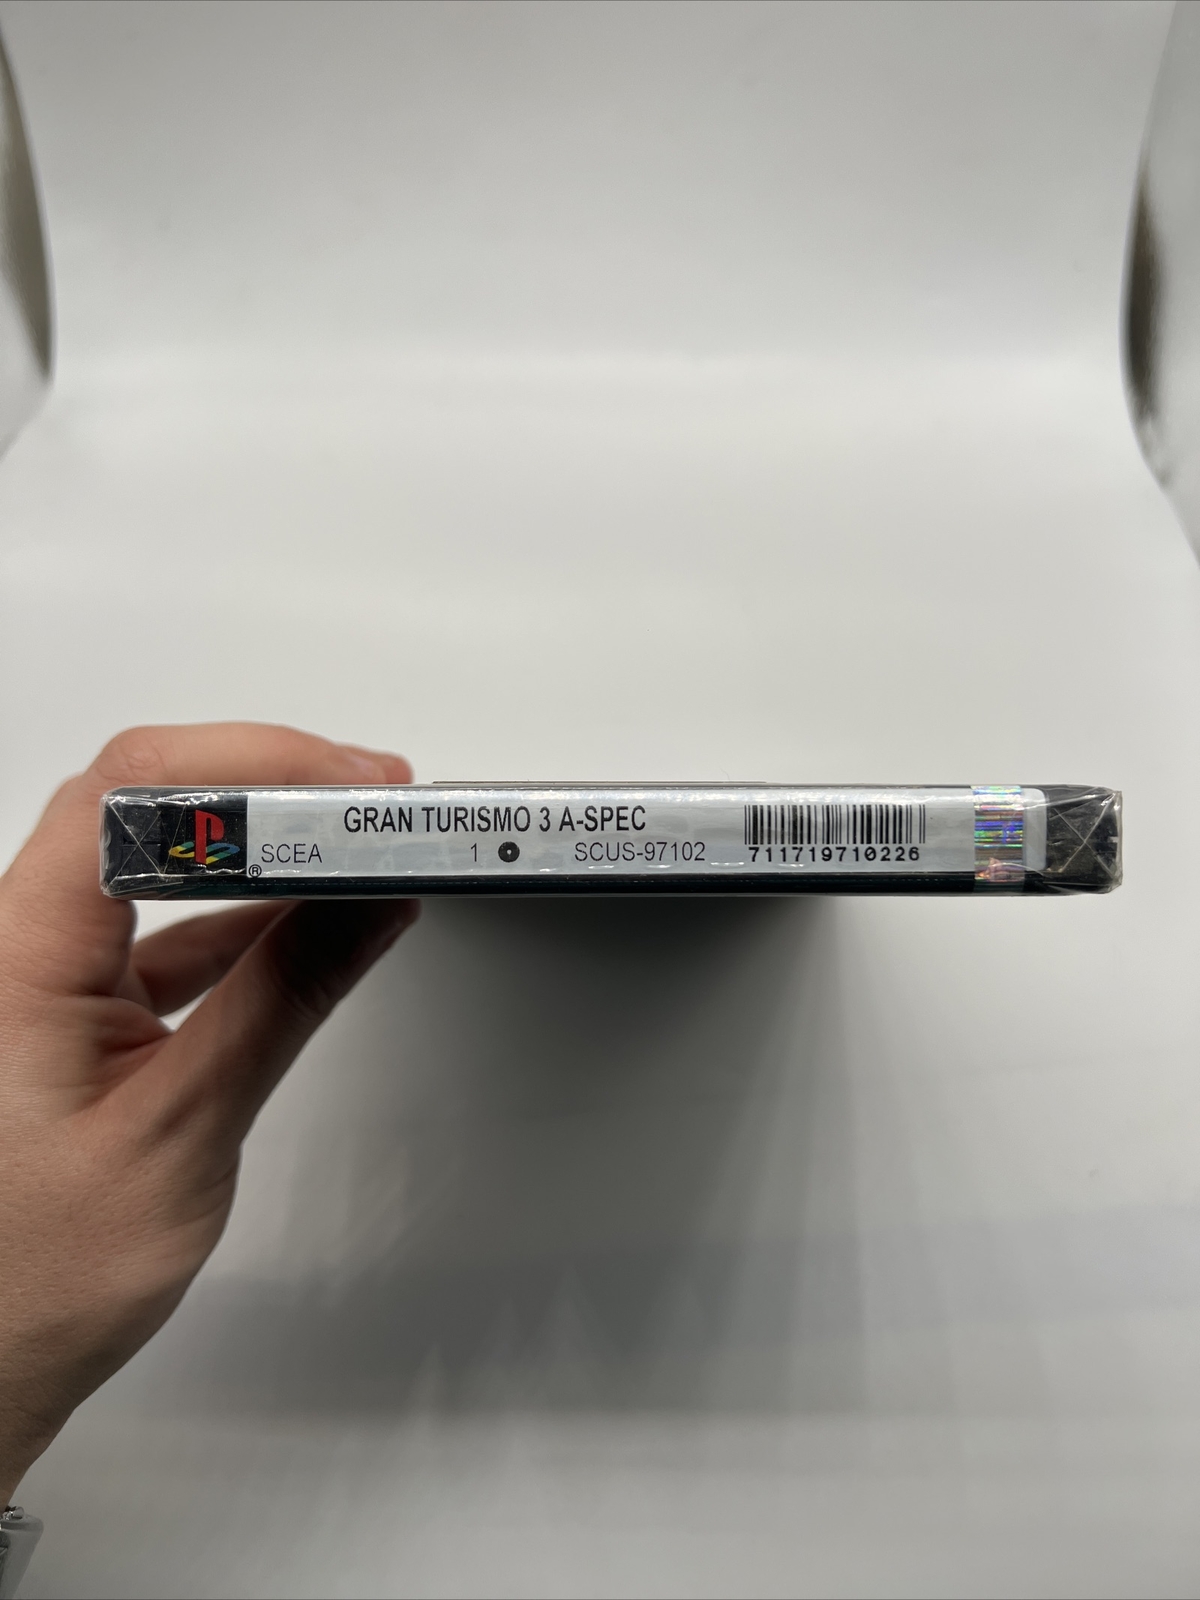 GRAN TURISMO 3 A-SPEC
® SCEA 1 SCUS-97102 711719710226